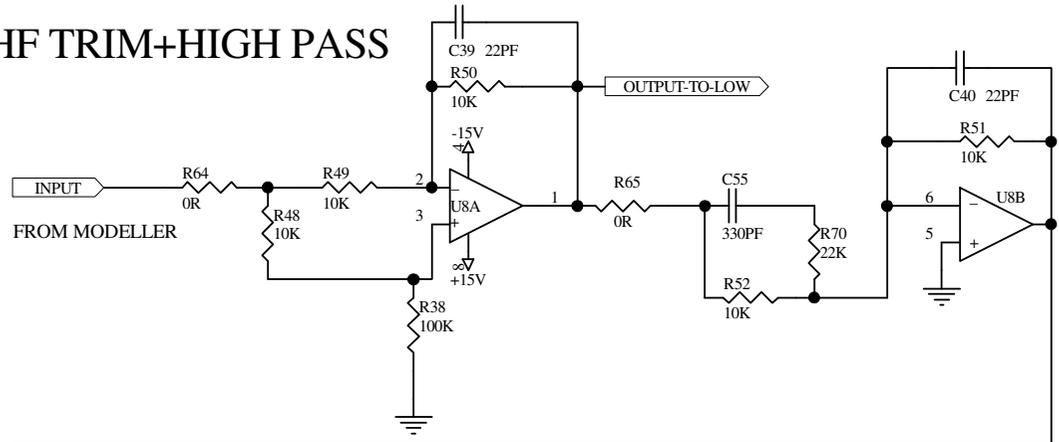 HF TRIM+HIGH PASS
C39 22PF
R50
10K
OUTPUT-TO-LOW
C40 22PF
R51
10K
-15V
4
R64
0R
R49
10K
INPUT
2
U8A
1
3
R48
10K
FROM MODELLER
8
+15V
R38
100K
R65
0R
C55
330PF
R70
22K
R52
10K
6
U8B
5